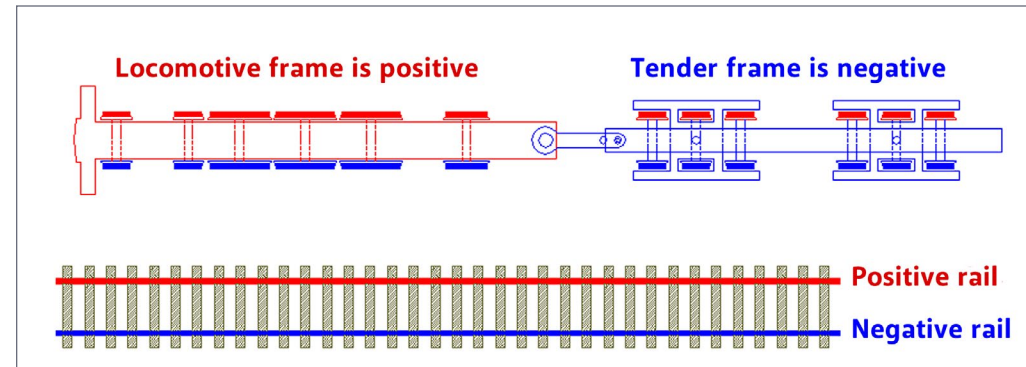 Locomotive frame is positive
Tender frame is negative
Positive rail
Negative rail